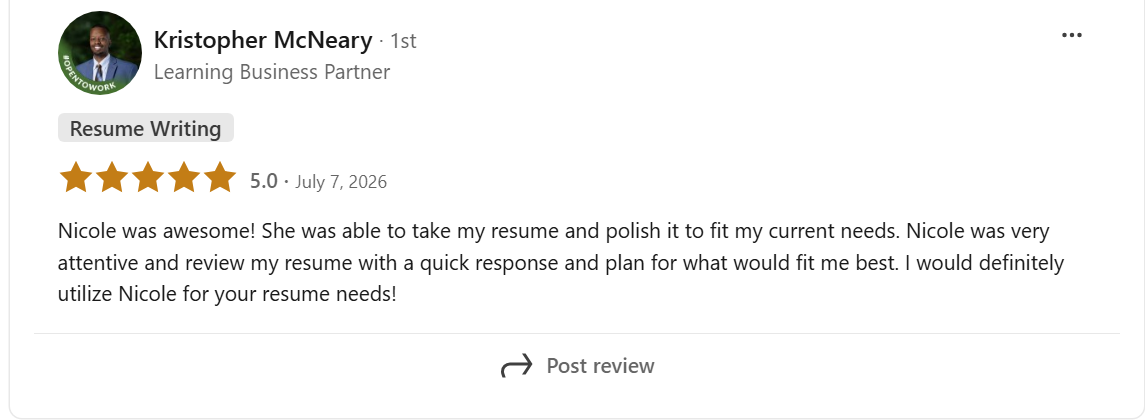 Kristopher McNeary · 1st
Learning Business Partner
#OPENTOWORK
Resume Writing
5.0 · July 7, 2026
Nicole was awesome! She was able to take my resume and polish it to fit my current needs. Nicole was very
attentive and review my resume with a quick response and plan for what would fit me best. I would definitely
utilize Nicole for your resume needs!
Post review